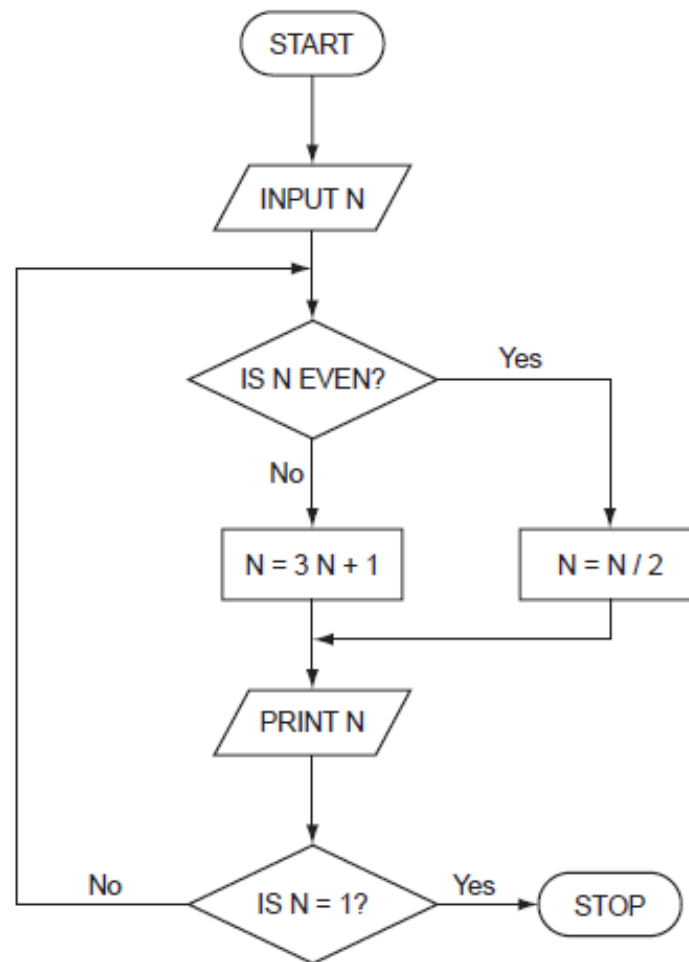 START
INPUT N
IS N EVEN?
Yes
No
N = 3 N + 1
N = N / 2
PRINT N
No
IS N = 1?
Yes
STOP